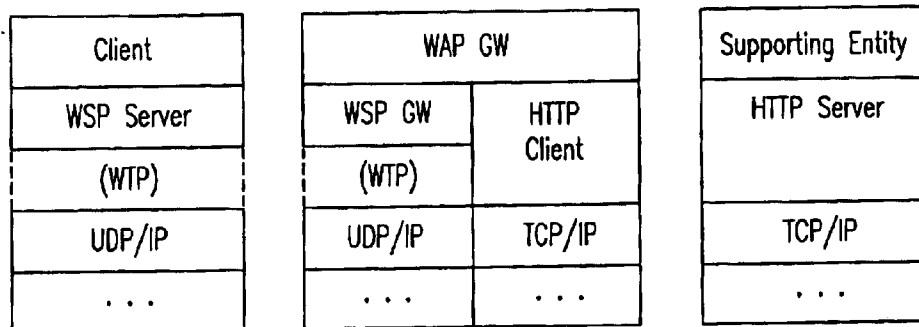 Client
WSP Server
(WTP)
UDP/IP
. . .
WAP GW
WSP GW
HTTP
Client
(WTP)
UDP/IP
TCP/IP
. . .
. . .
Supporting Entity
HTTP Server
TCP/IP
. . .